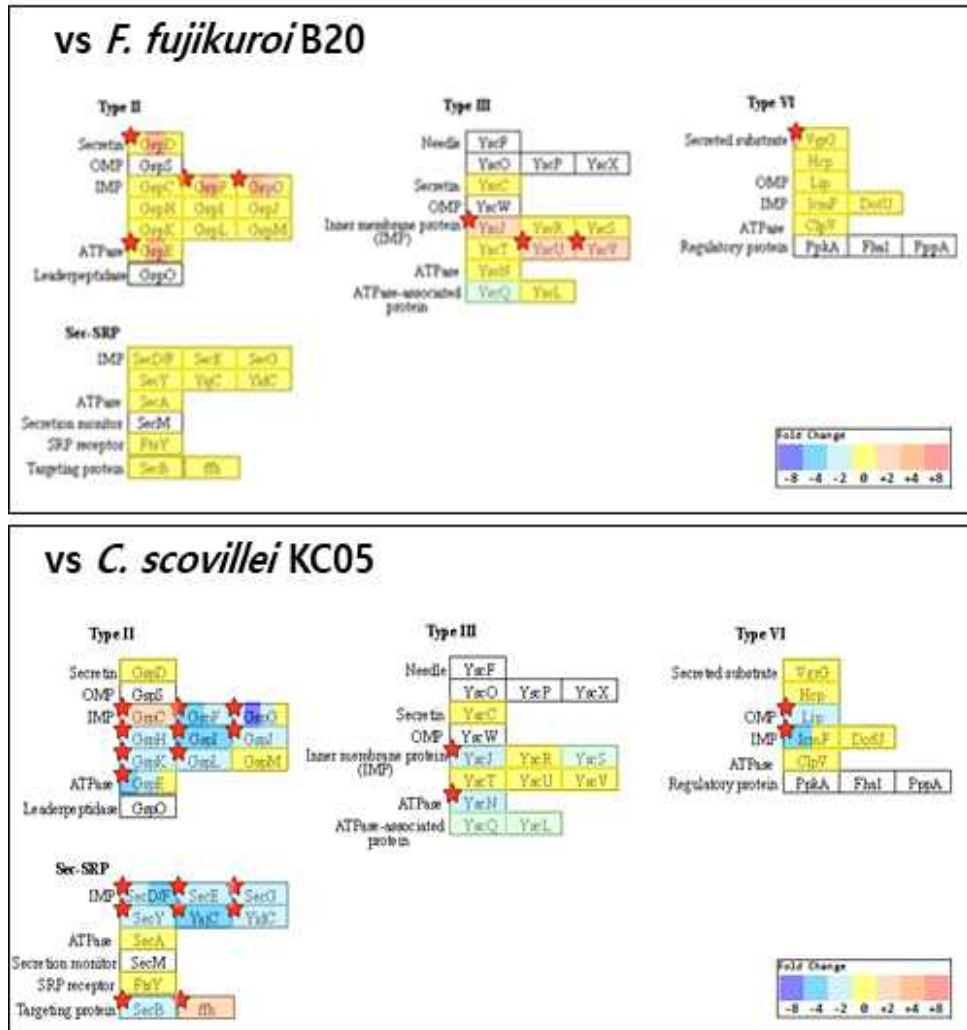 vs F. fujikuroi B20
Type II
Secretin GspD
OMP GspS
IMP GspC GspF GspG
GspH GspI GspJ
GspK GspL GspM
ATPase GspE
Leaderpeptidase GspO
Sec-SRP
IMP SecD/F SecE SecG
SecY YajC YidC
ATPase SecA
Secretion monitor SecM
SRP receptor FtsY
Targeting protein SecB ffh
Type III
Needle YscF
YscO YscP YscX
Secretin YscC
OMP YscW
Inner membrane protein (IMP) YscJ YscR YscS
YscT YscU YscV
ATPase YscN
ATPase-associated protein YscQ YscL
Type VI
Secreted substrate VgrG
Hcp
OMP Lip
IMP IcmF DotU
ATPase ClpV
Regulatory protein PpkA FhaI PppA
Fold Change
-8 -4 -2 0 +2 +4 +8
vs C. scovillei KC05
Type II
Secretin GspD
OMP GspS
IMP GspC GspF GspG
GspH GspI GspJ
GspK GspL GspM
ATPase GspE
Leaderpeptidase GspO
Sec-SRP
IMP SecD/F SecE SecG
SecY YajC YidC
ATPase SecA
Secretion monitor SecM
SRP receptor FtsY
Targeting protein SecB ffh
Type III
Needle YscF
YscO YscP YscX
Secretin YscC
OMP YscW
Inner membrane protein (IMP) YscJ YscR YscS
YscT YscU YscV
ATPase YscN
ATPase-associated protein YscQ YscL
Type VI
Secreted substrate VgrG
Hcp
OMP Lip
IMP IcmF DotU
ATPase ClpV
Regulatory protein PpkA FhaI PppA
Fold Change
-8 -4 -2 0 +2 +4 +8